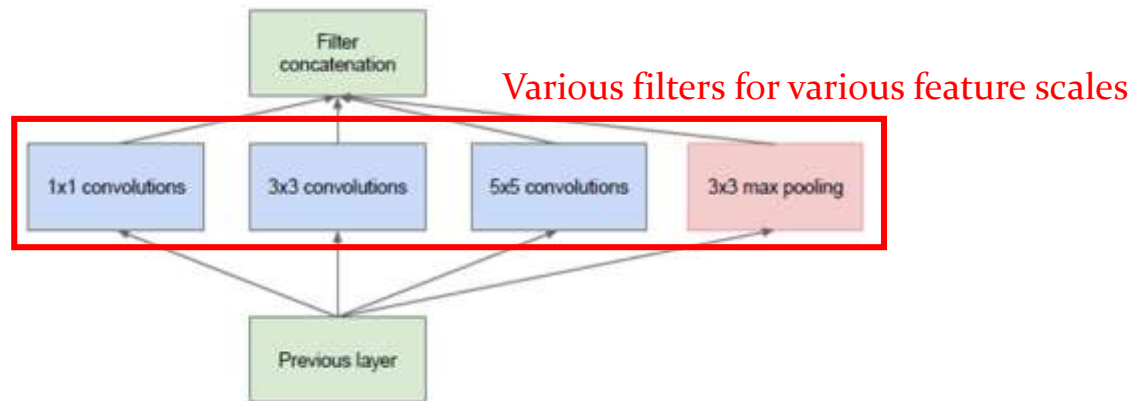 Filter
concatenation
Various filters for various feature scales
1x1 convolutions
3x3 convolutions
5x5 convolutions
3x3 max pooling
Previous layer